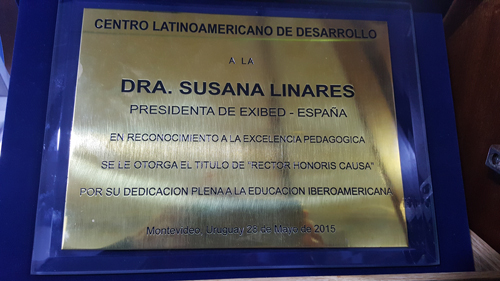 CENTRO LATINOAMERICANO DE DESARROLLO
A LA
DRA. SUSANA LINARES
PRESIDENTA DE EXIBED - ESPAÑA
EN RECONOCIMIENTO A LA EXCELENCIA PEDAGOGICA
SE LE OTORGA EL TITULO DE "RECTOR HONORIS CAUSA"
POR SU DEDICACION PLENA A LA EDUCACION IBEROAMERICANA
Montevideo, Uruguay 28 de Mayo de 2015